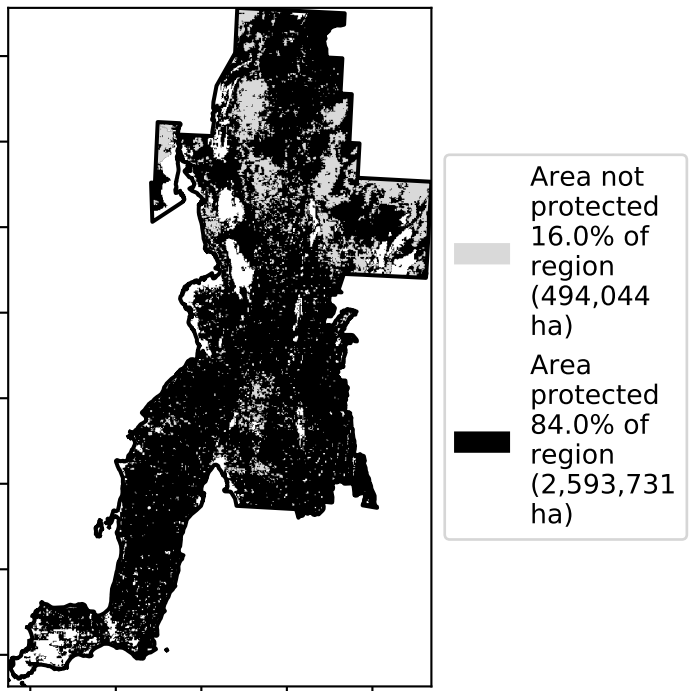 Area not
protected
16.0% of
region
(494,044
ha)
Area
protected
84.0% of
region
(2,593,731
ha)